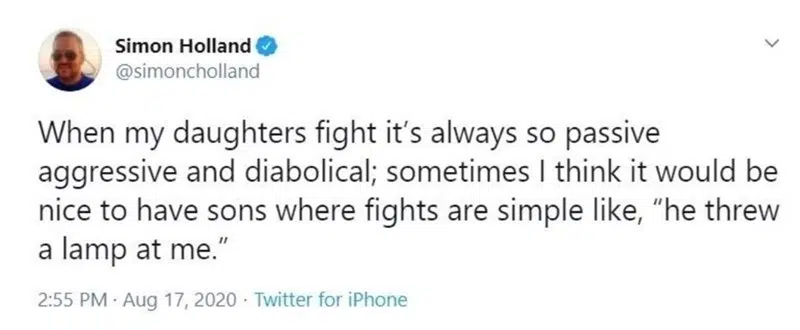 Simon Holland
@simoncholland
When my daughters fight it’s always so passive
aggressive and diabolical; sometimes I think it would be
nice to have sons where fights are simple like, “he threw
a lamp at me.”
2:55 PM · Aug 17, 2020 · Twitter for iPhone